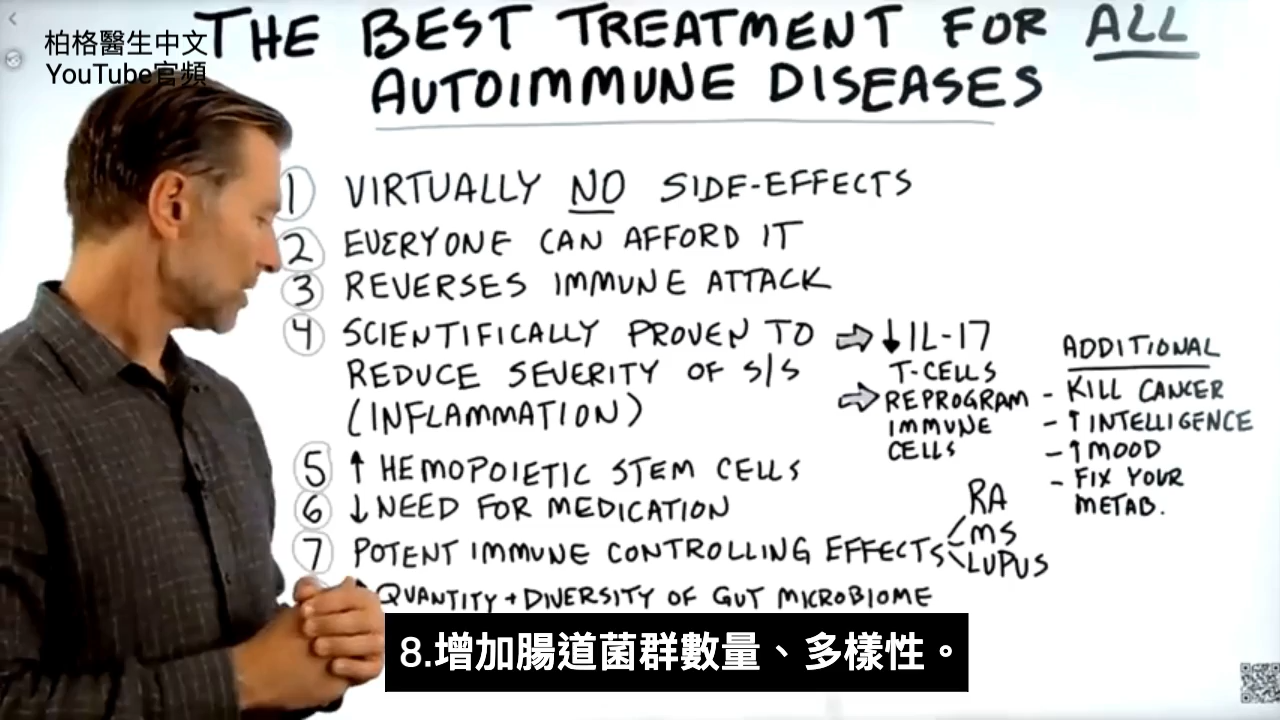 柏格醫生中文
YouTube官頻
THE BEST TREATMENT FOR ALL
AUTOIMMUNE DISEASES
1 VIRTUALLY NO SIDE-EFFECTS
2 EVERYONE CAN AFFORD IT
3 REVERSES IMMUNE ATTACK
4 SCIENTIFICALLY PROVEN TO
REDUCE SEVERITY OF S/S
(INFLAMMATION)
⇨ ↓IL-17
T-CELLS
⇨ REPROGRAM
IMMUNE
CELLS
ADDITIONAL
- KILL CANCER
- ↑INTELLIGENCE
- ↑MOOD
- FIX YOUR
METAB.
5 ↑ HEMOPOIETIC STEM CELLS
6 ↓ NEED FOR MEDICATION
7 POTENT IMMUNE CONTROLLING EFFECTS
RA
MS
LUPUS
QUANTITY + DIVERSITY OF GUT MICROBIOME
8.增加腸道菌群數量、多樣性。